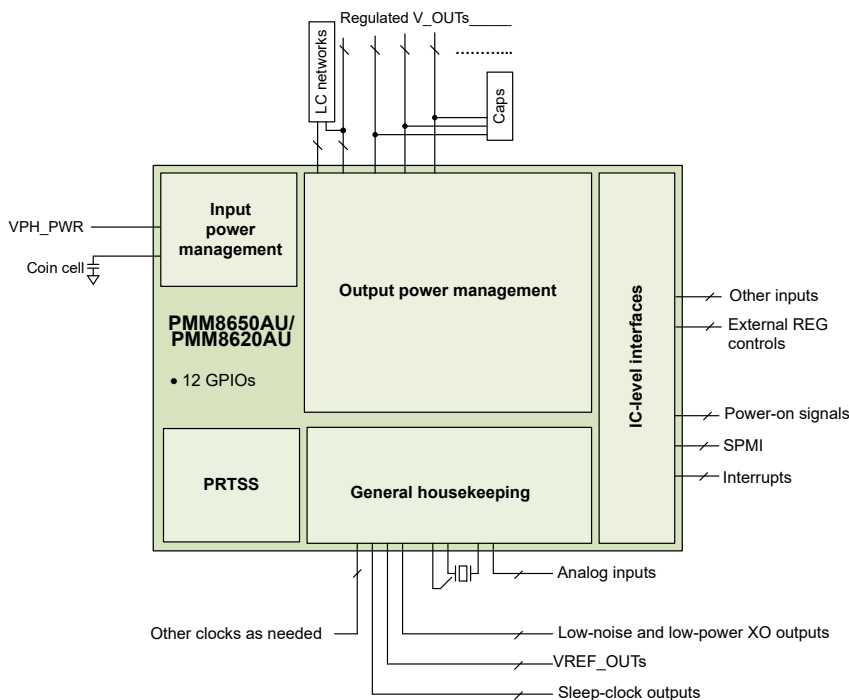 Regulated V_OUTs_____
LC networks
...........
Caps
Input
power
management
VPH_PWR
Coin cell
Output power management
IC-level interfaces
Other inputs
External REG
controls
PMM8650AU/
PMM8620AU
• 12 GPIOs
Power-on signals
SPMI
Interrupts
PRTSS
General housekeeping
Analog inputs
Other clocks as needed
Low-noise and low-power XO outputs
VREF_OUTs
Sleep-clock outputs